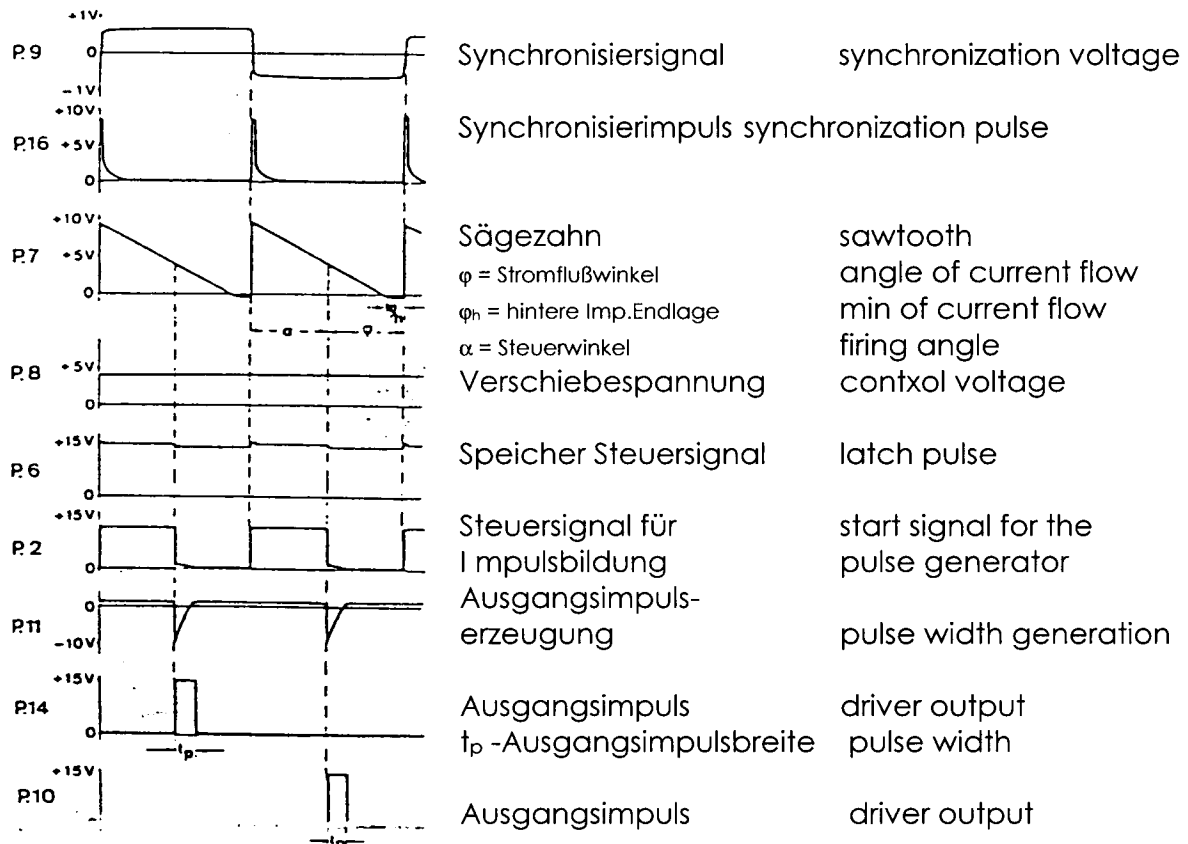 +1V
P.9 0 Synchronisiersignal synchronization voltage
-1V
+10V
P.16 +5V Synchronisierimpuls synchronization pulse
0
+10V
P.7 +5V Sägezahn sawtooth
φ = Stromflußwinkel angle of current flow
0
φh = hintere Imp.Endlage min of current flow
φh
α φ
α = Steuerwinkel firing angle
+5V
P.8 Verschiebespannung contxol voltage
0
+15V
P.6 Speicher Steuersignal latch pulse
0
+15V
P.2 Steuersignal für start signal for the
0 I mpulsbildung pulse generator
0 Ausgangsimpuls-
P.11 erzeugung pulse width generation
-10V
+15V
P.14 Ausgangsimpuls driver output
0
tp tp -Ausgangsimpulsbreite pulse width
+15V
P.10 Ausgangsimpuls driver output